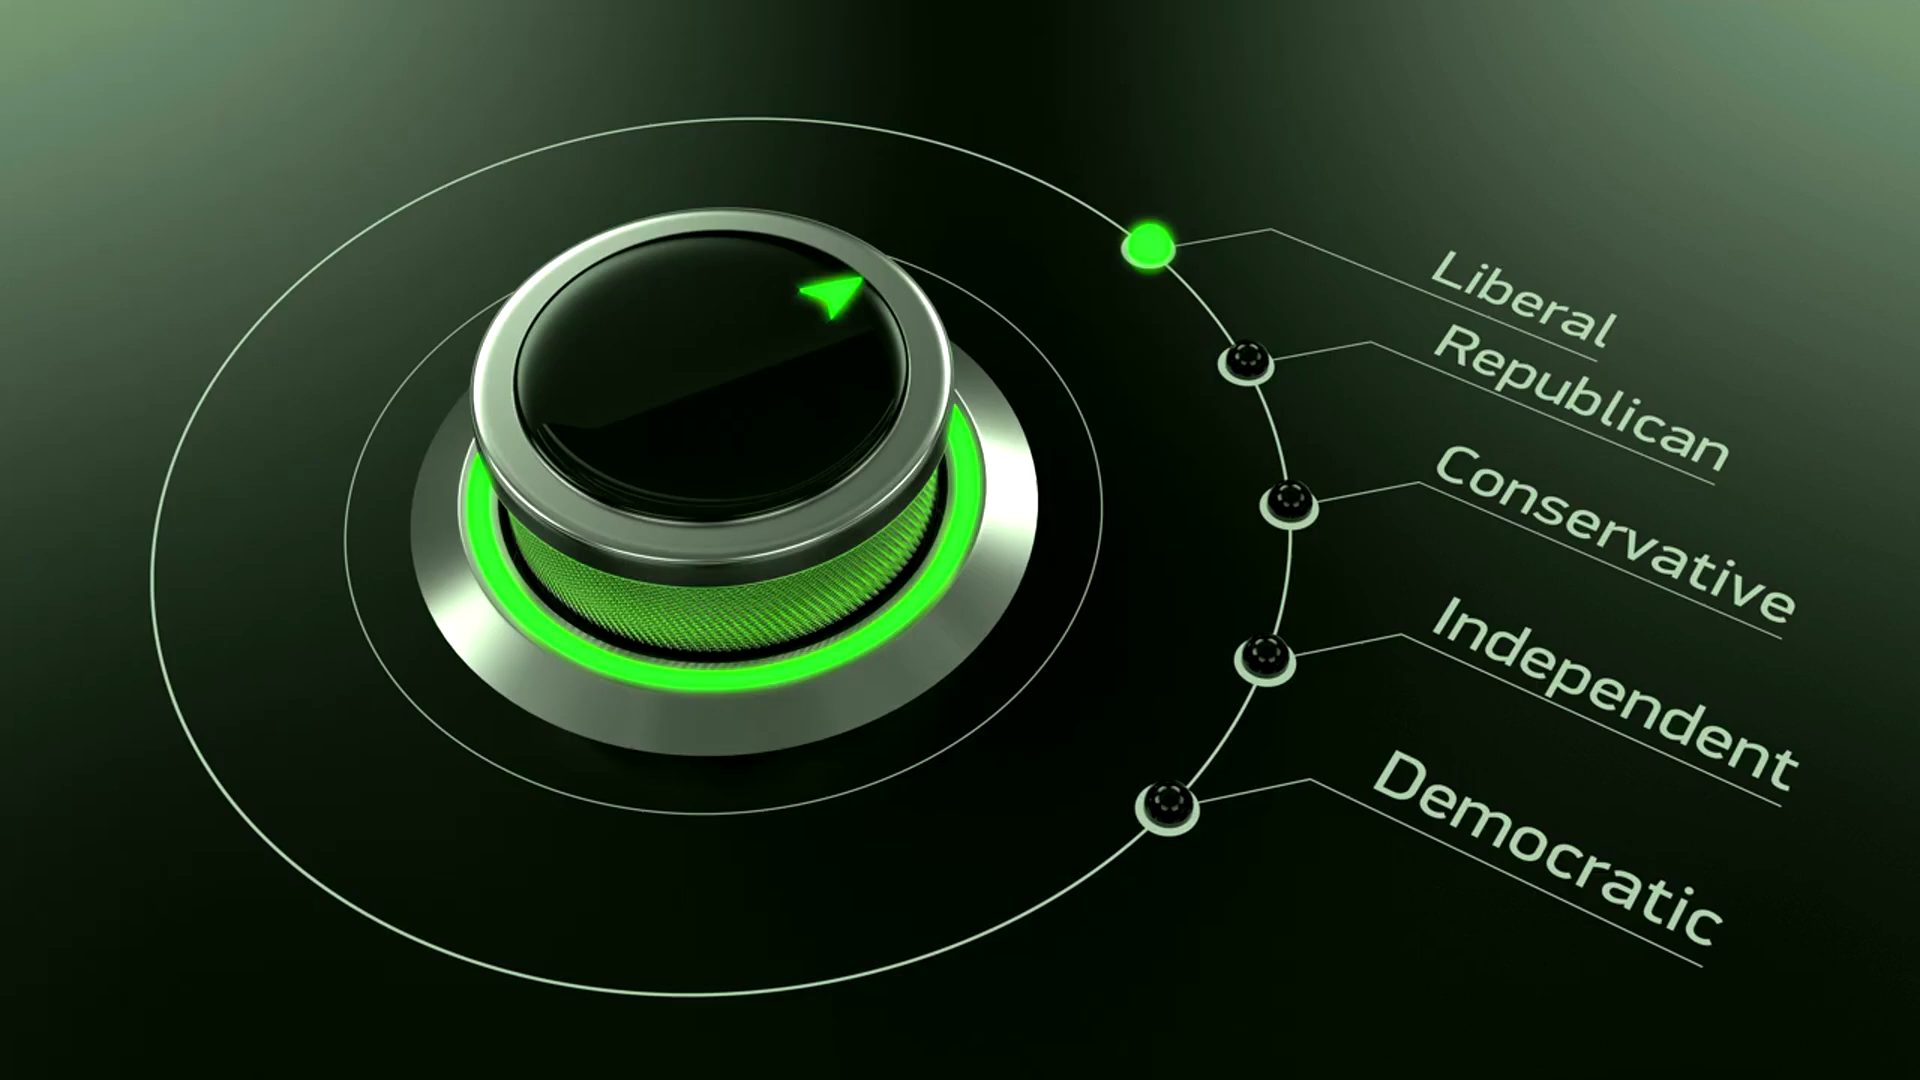 Liberal
Republican
Conservative
Independent
Democratic